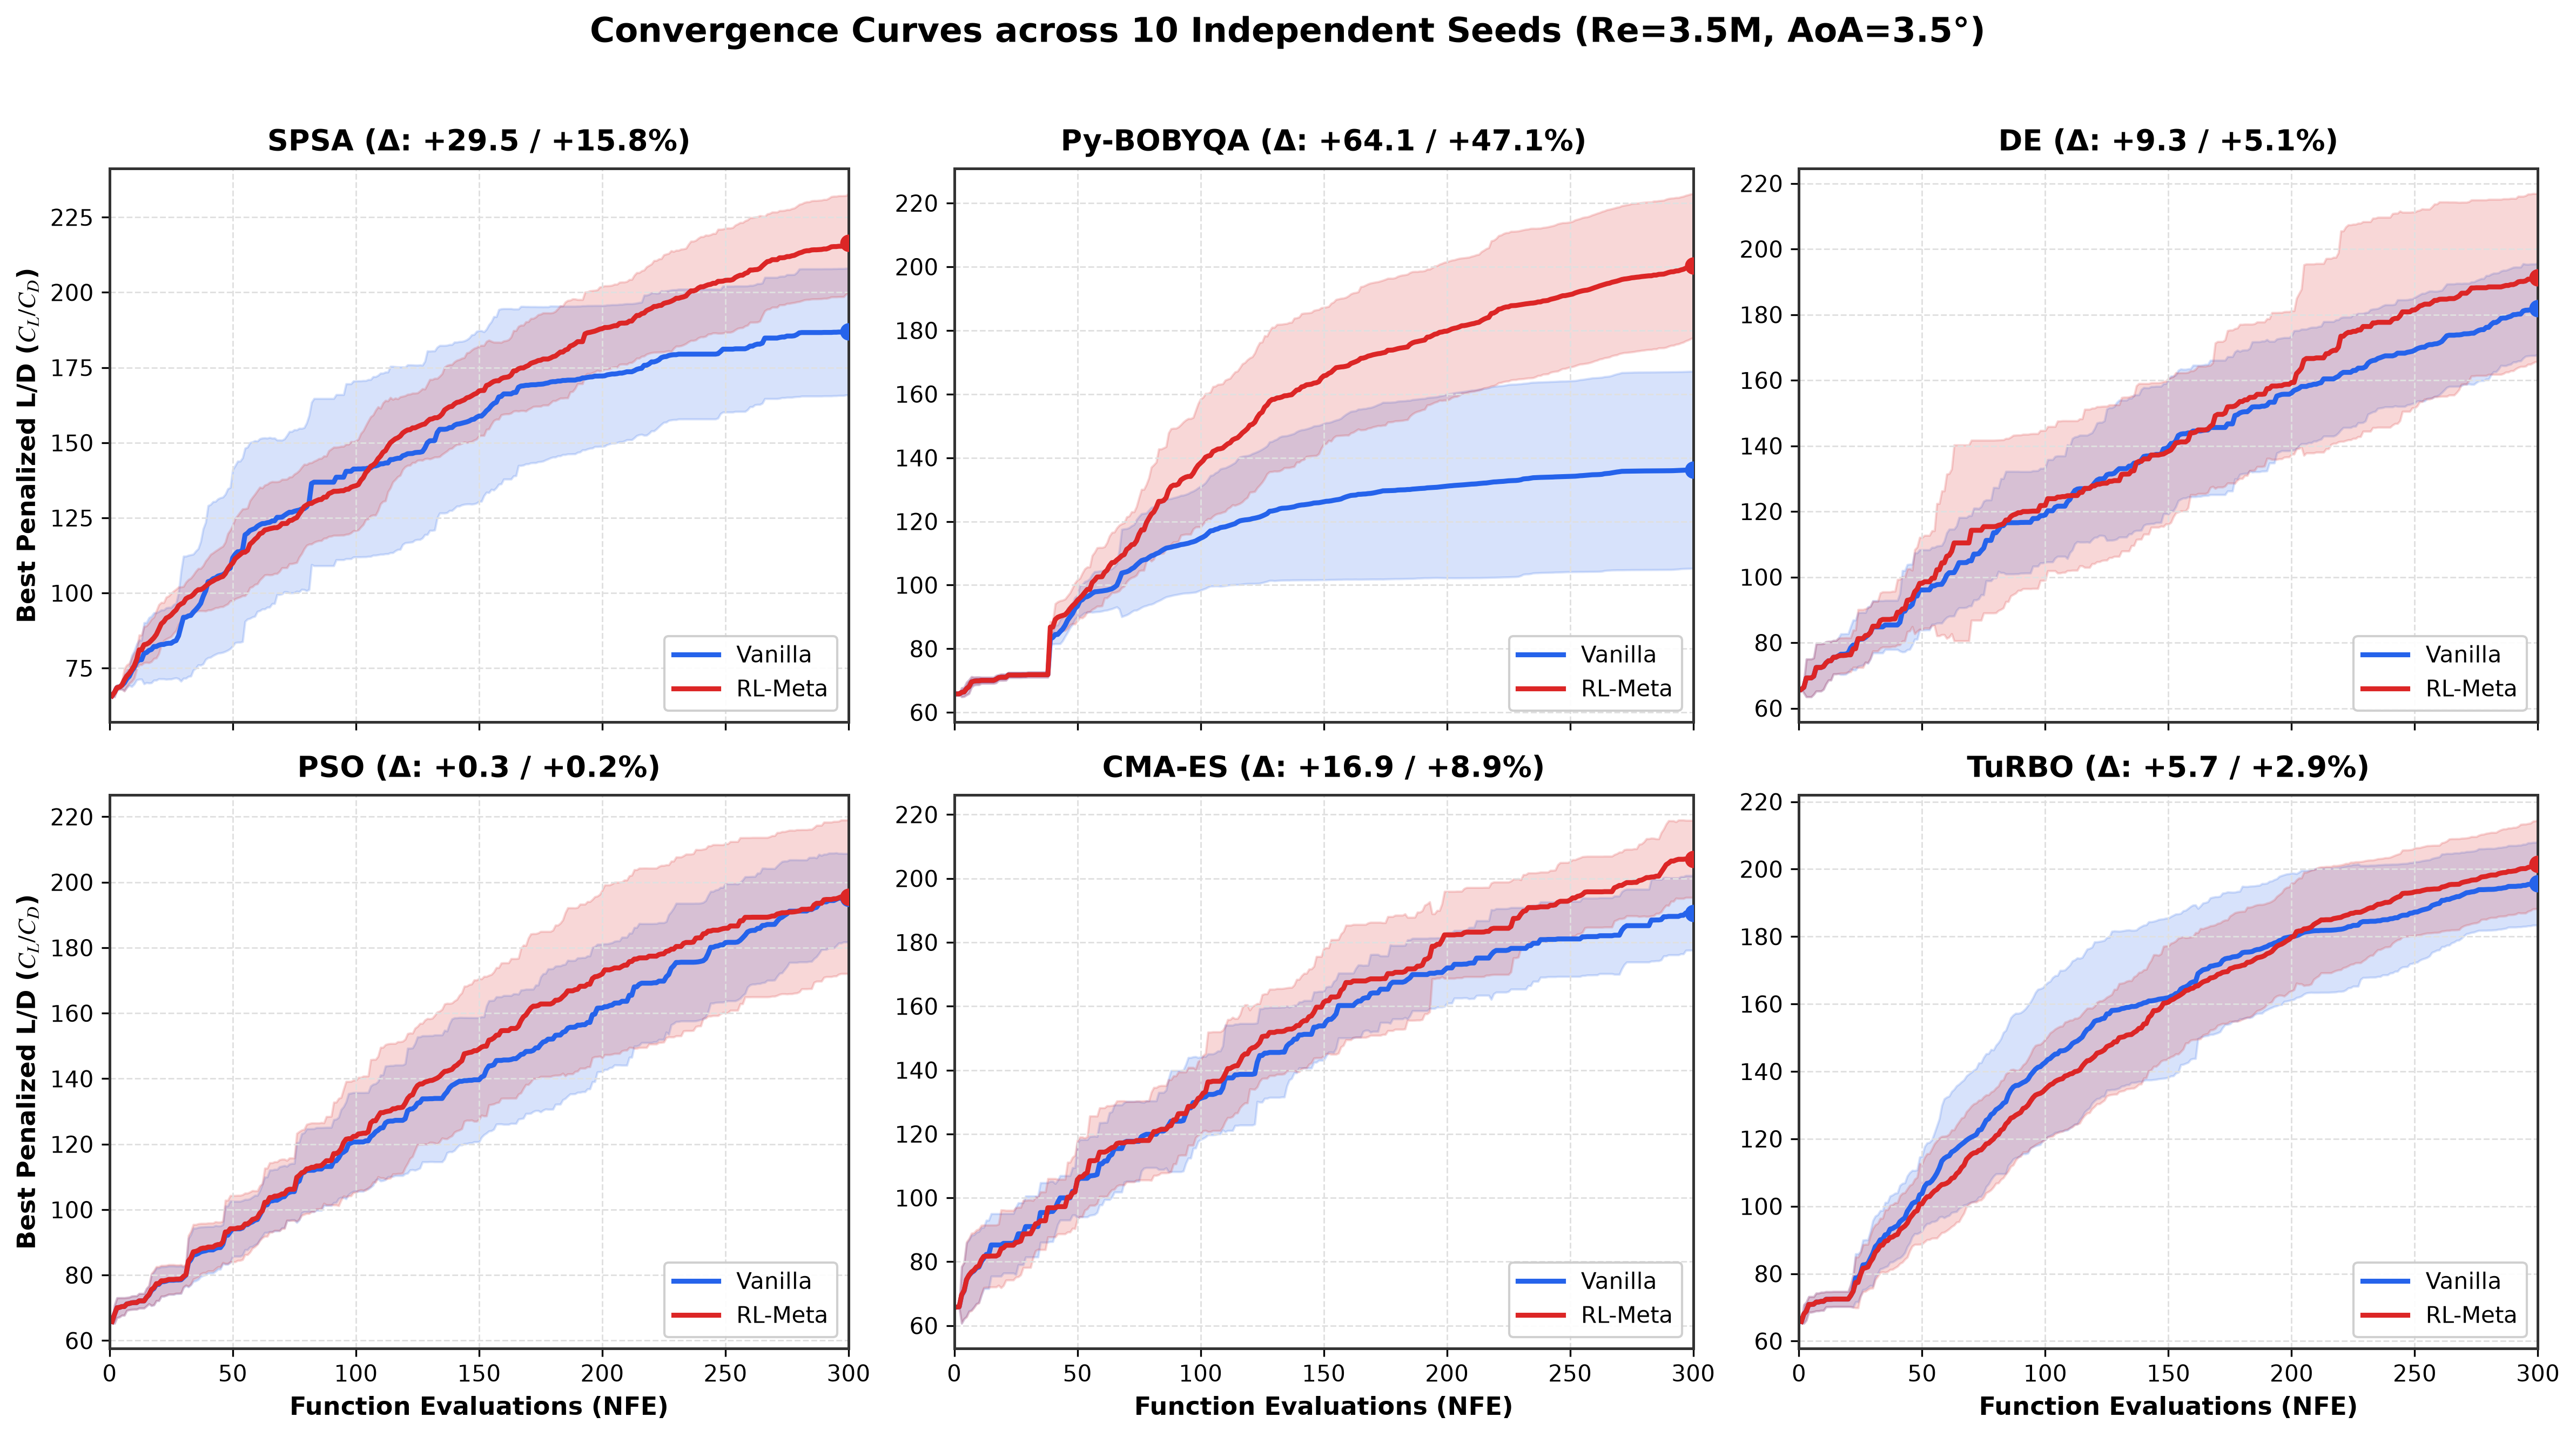 Convergence Curves across 10 Independent Seeds (Re=3.5M, AoA=3.5°)
SPSA (Δ: +29.5 / +15.8%)
Best Penalized L/D (C_L/C_D)
225
200
175
150
125
100
75
Vanilla
RL-Meta
Py-BOBYQA (Δ: +64.1 / +47.1%)
220
200
180
160
140
120
100
80
60
Vanilla
RL-Meta
DE (Δ: +9.3 / +5.1%)
220
200
180
160
140
120
100
80
60
Vanilla
RL-Meta
PSO (Δ: +0.3 / +0.2%)
Best Penalized L/D (C_L/C_D)
220
200
180
160
140
120
100
80
60
Vanilla
RL-Meta
0 50 100 150 200 250 300
Function Evaluations (NFE)
CMA-ES (Δ: +16.9 / +8.9%)
220
200
180
160
140
120
100
80
60
Vanilla
RL-Meta
0 50 100 150 200 250 300
Function Evaluations (NFE)
TuRBO (Δ: +5.7 / +2.9%)
220
200
180
160
140
120
100
80
60
Vanilla
RL-Meta
0 50 100 150 200 250 300
Function Evaluations (NFE)